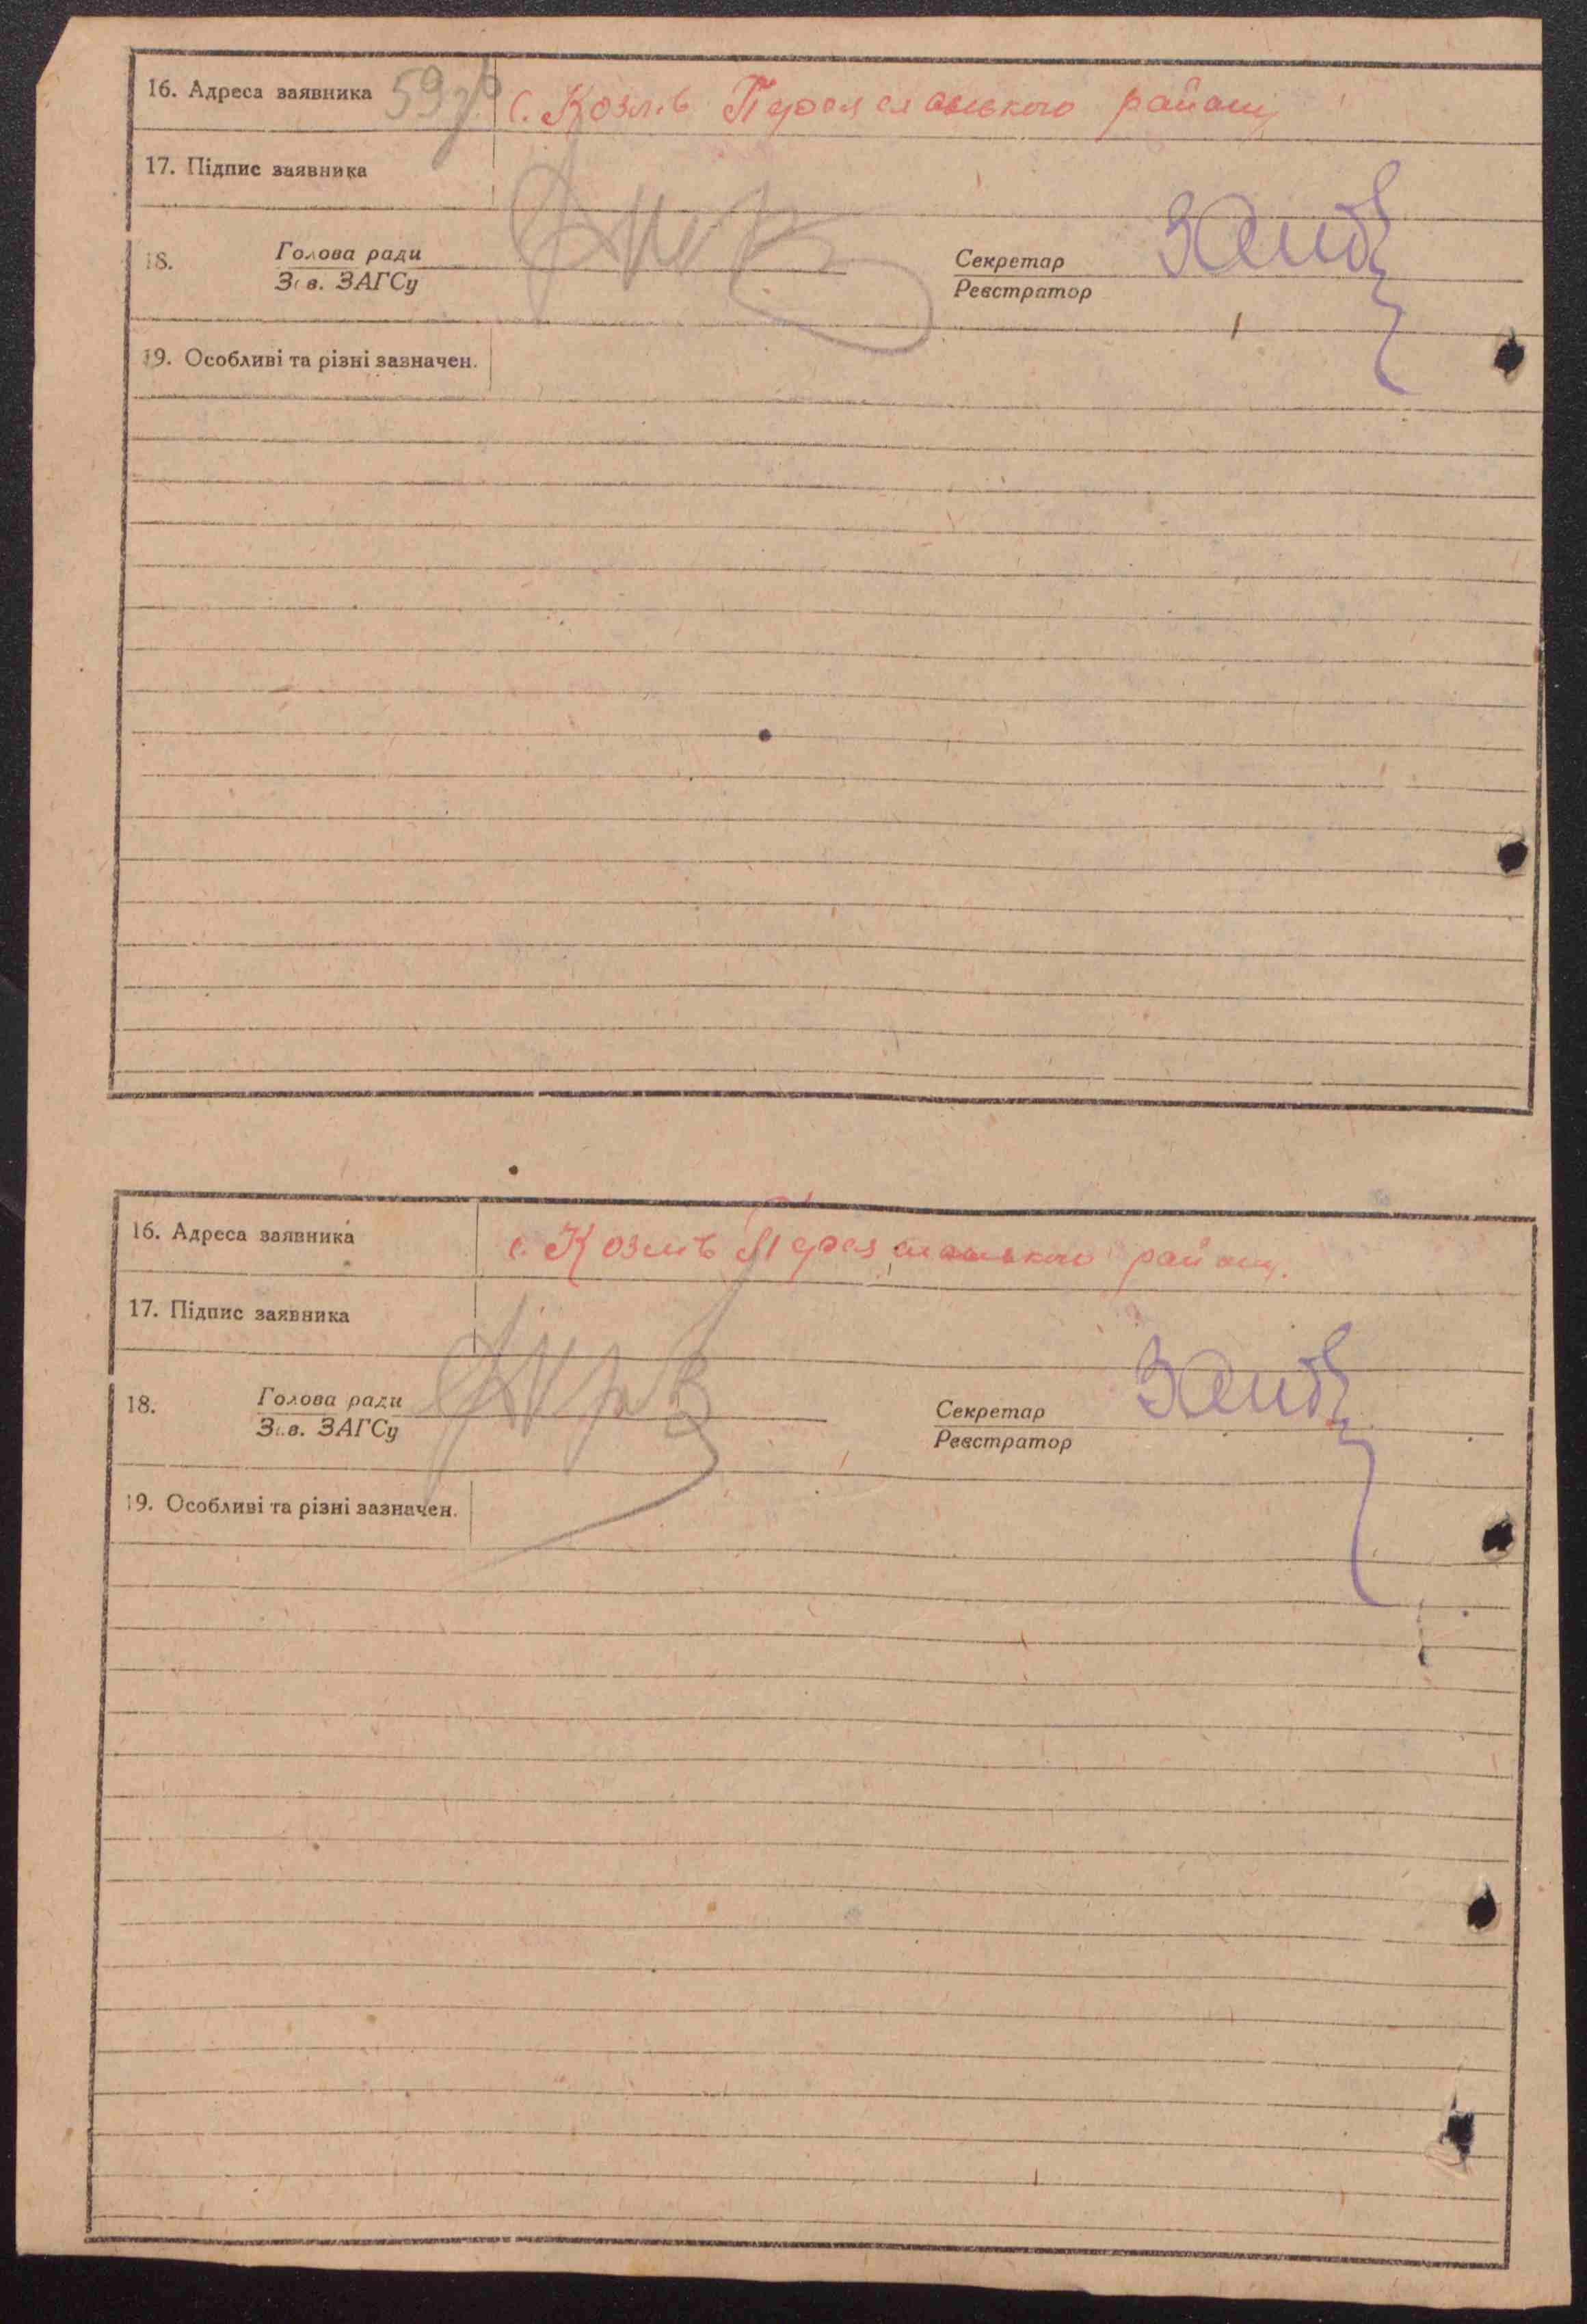 16. Адреса заявника 59 зв с. Козлів Переяславського району
17. Підпис заявника
18. Голова ради Секретар
Зав. ЗАГСу Реєстратор
19. Особливі та різні зазначен.
16. Адреса заявника с. Козлів Переяславського району.
17. Підпис заявника
18. Голова ради Секретар
Зав. ЗАГСу Реєстратор
19. Особливі та різні зазначен.